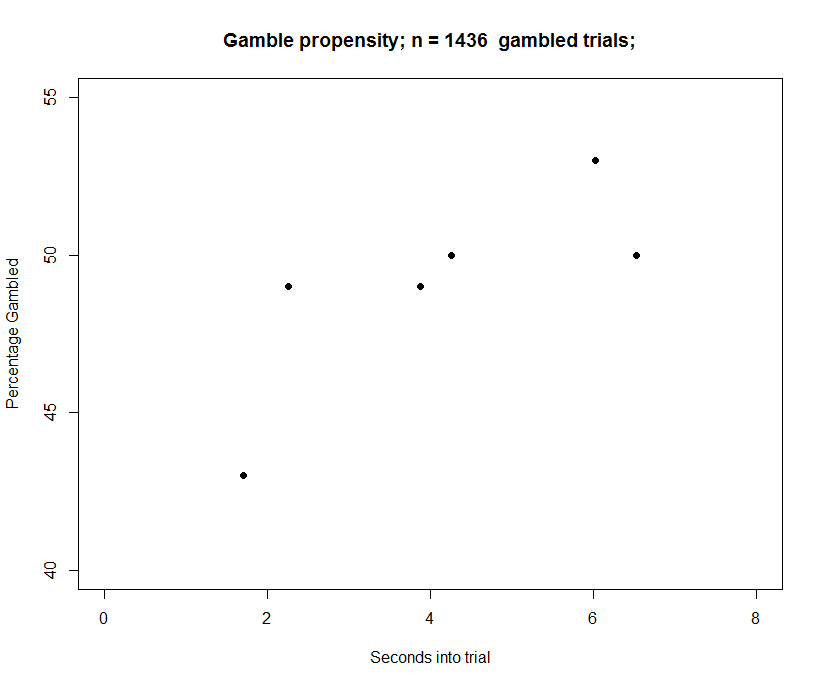 Gamble propensity; n = 1436  gambled trials;
55
50
45
40
Percentage Gambled
0 2 4 6 8
Seconds into trial